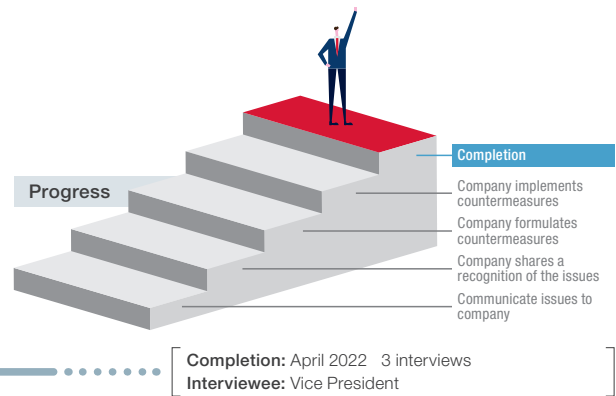 Completion
Progress
Company implements
countermeasures
Company formulates
countermeasures
Company shares a
recognition of the issues
Communicate issues to
company
Completion: April 2022 3 interviews
Interviewee: Vice President